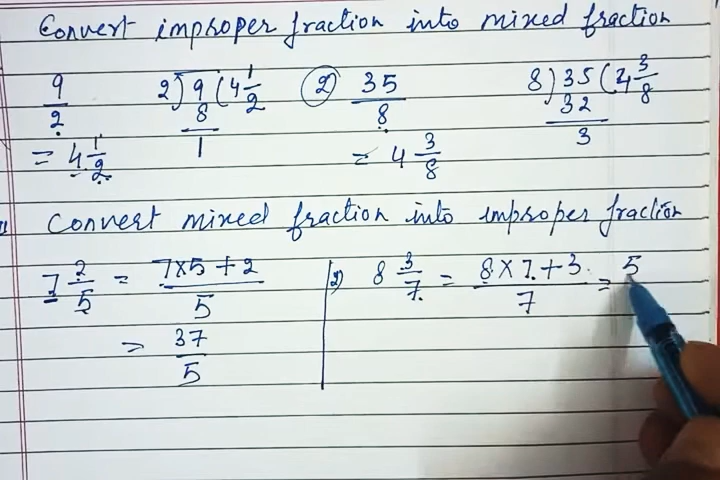 Convert improper fraction into mixed fraction
9/2 2)9(4 1/2
8
1
= 4 1/2
2) 35/8 8)35(4 3/8
32
3
= 4 3/8
Convert mixed fraction into improper fraction
7 2/5 = 7×5+2/5
= 37/5
2) 8 3/7 = 8×7+3/7 = 5